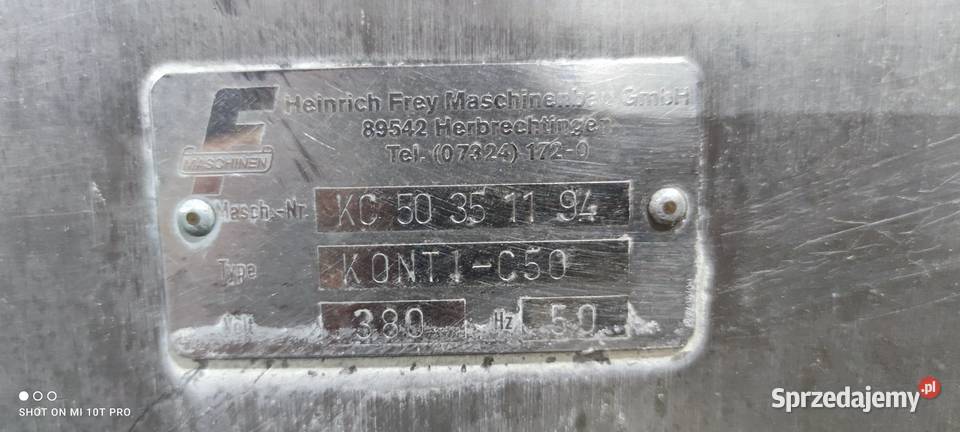 F
MASCHINEN
Heinrich Frey Maschinenbau GmbH
89542 Herbrechtingen
Tel. (07324) 172-0
Masch.-Nr. KC 50 35 11 94
Type KONTI-C50
Volt 380 Hz 50
SHOT ON MI 10T PRO
Sprzedajemy.pl